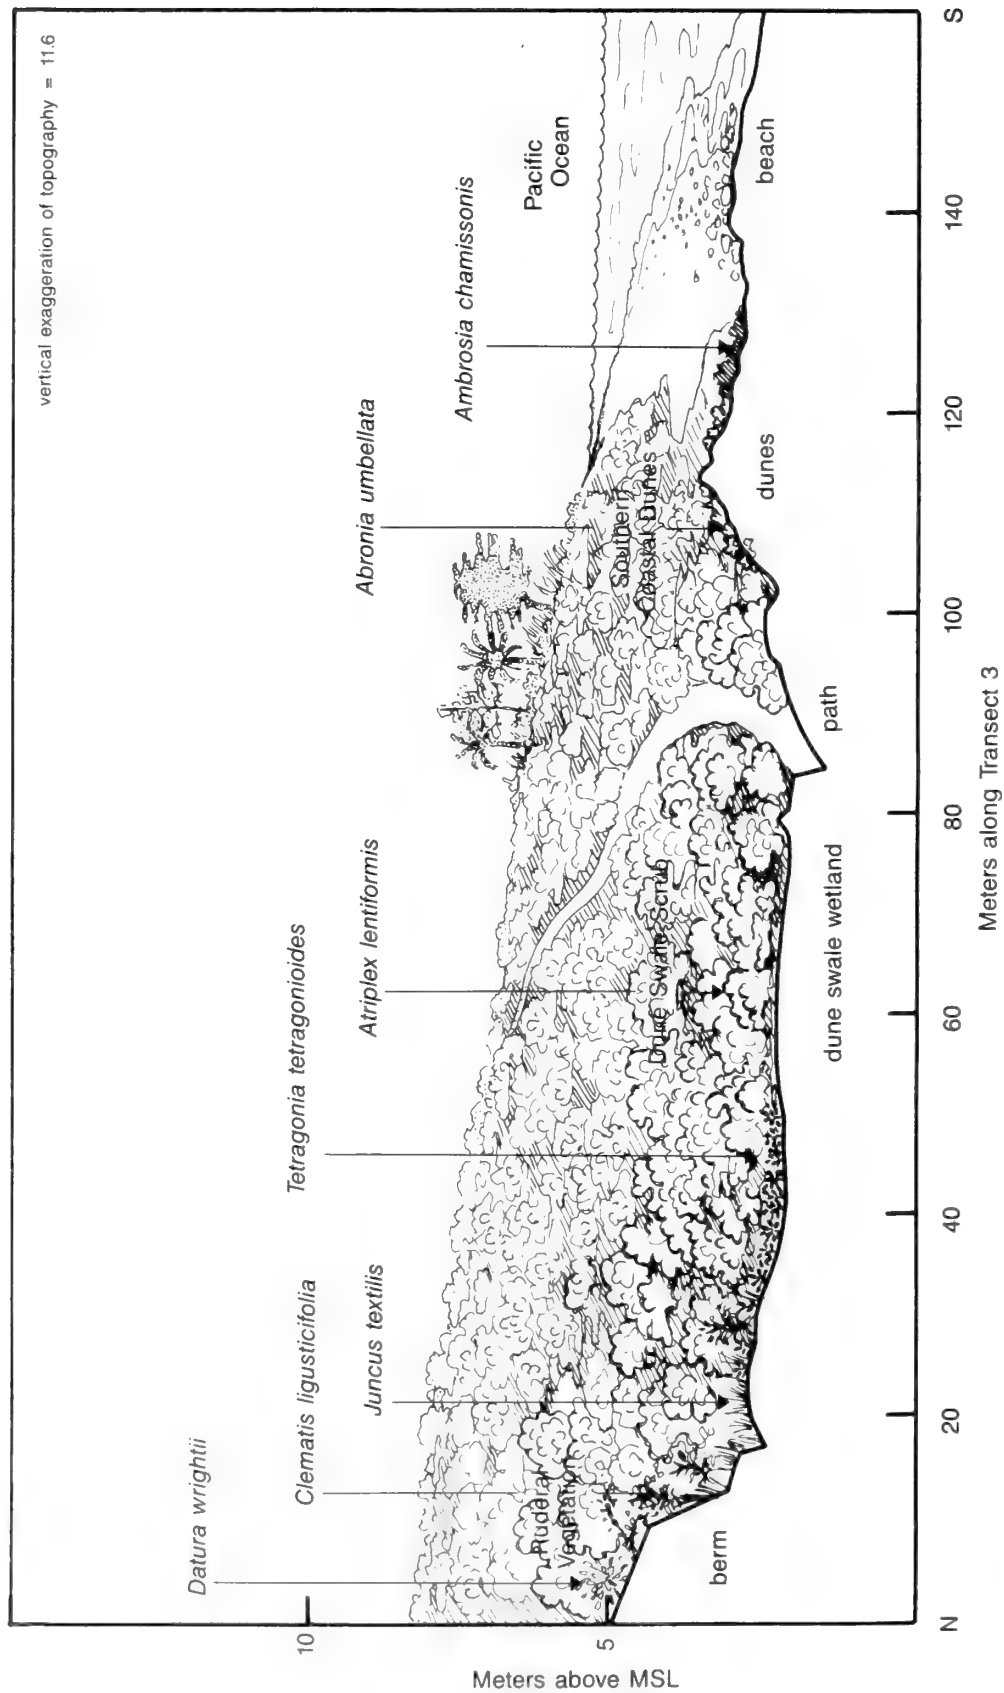 vertical exaggeration of topography = 11.6
Datura wrightii
Clematis ligusticifolia
Juncus textilis
Tetragonia tetragonioides
Atriplex lentiformis
Abronia umbellata
Ambrosia chamissonis
Pacific
Ocean
Ruderal
Vegetation
Dune Swale Scrub
Southern
Coastal Dunes
berm
dune swale wetland
path
dunes
beach
10
5
Meters above MSL
N
20
40
60
80
100
120
140
S
Meters along Transect 3